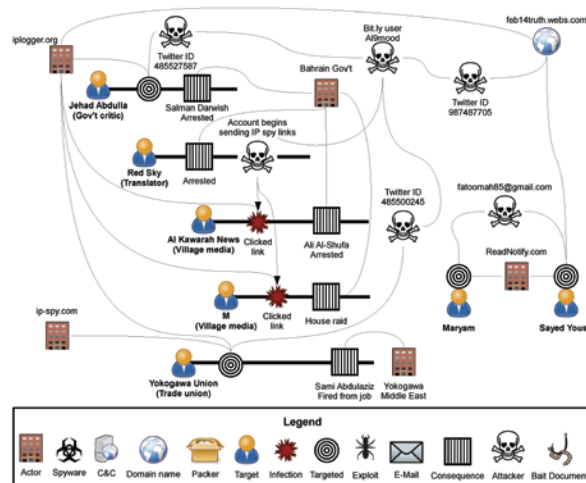 iplogger.org
Twitter ID
485527587
Bit.ly user
Al9mood
feb14truth.webs.com
Bahrain Gov't
Twitter ID
987487705
Jehad Abdulla
(Gov't critic)
Salman Darwish
Arrested
Account begins
sending IP spy links
Red Sky
(Translator)
Arrested
Twitter ID
485500245
fatoomah85@gmail.com
Al Kawarah News
(Village media)
Clicked
link
Ali Al-Shufa
Arrested
ReadNotify.com
M
(Village media)
Clicked
link
House raid
Maryam
Sayed Yous
ip-spy.com
Yokogawa Union
(Trade union)
Sami Abdulaziz
Fired from job
Yokogawa
Middle East
Legend
Actor
Spyware
C&C
Domain name
Packer
Target
Infection
Targeted
Exploit
E-Mail
Consequence
Attacker
Bait Document